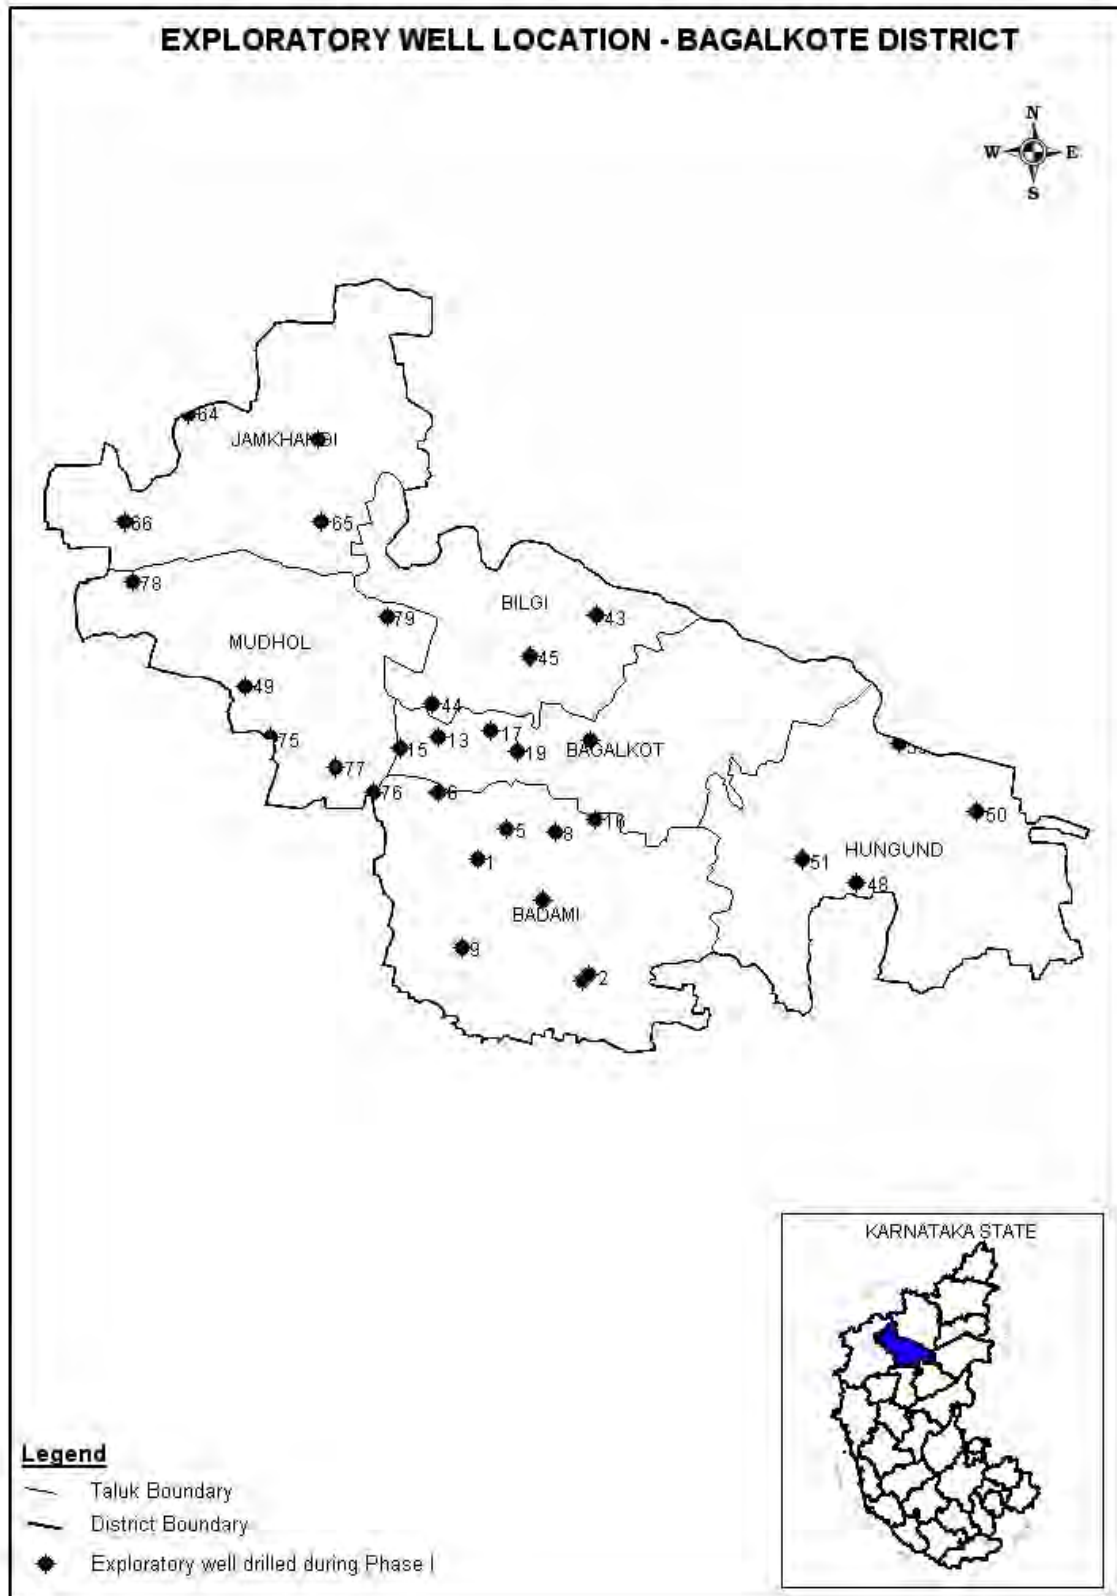 EXPLORATORY WELL LOCATION - BAGALKOTE DISTRICT
N
W E
S
64
JAMKHANDI
66
65
78
BILGI
43
79
MUDHOL
45
49
44
17
75
13
15
19
BAGALKOT
77
76
6
50
16
5
8
HUNGUND
1
51
48
BADAMI
9
2
KARNATAKA STATE
Legend
Taluk Boundary
District Boundary
Exploratory well drilled during Phase I